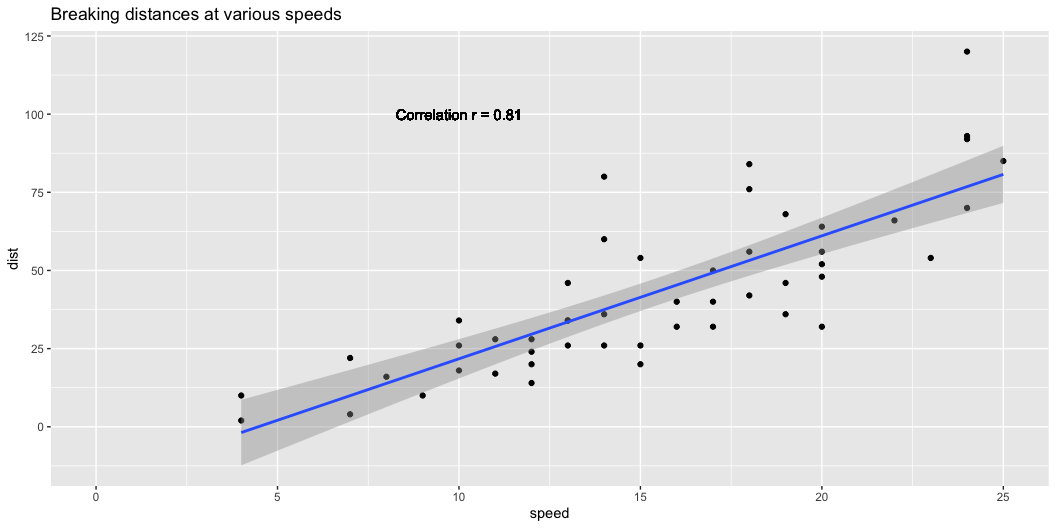 Breaking distances at various speeds
125
100
75
50
25
0
Correlation r = 0.81
dist
0 5 10 15 20 25
speed